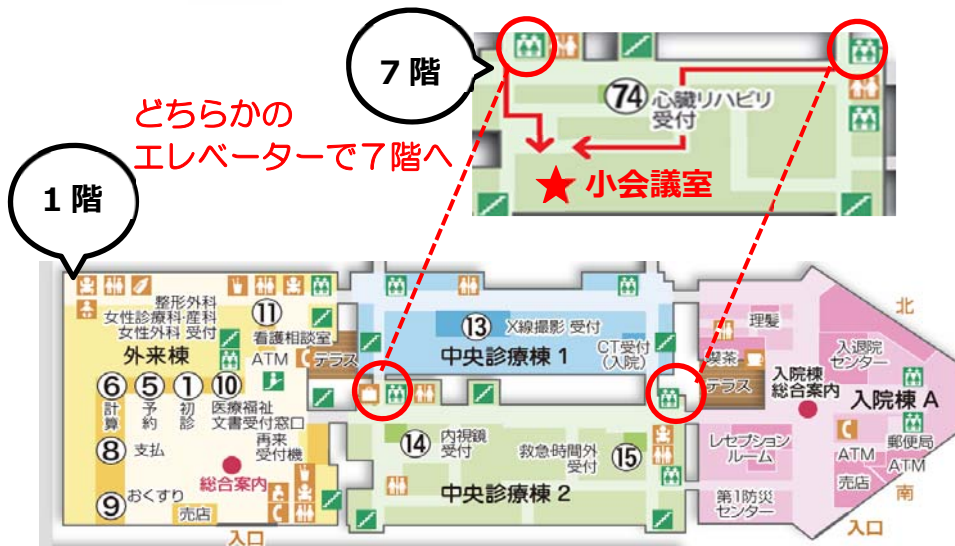 7階
どちらかの
エレベーターで7階へ
74
心臓リハビリ
受付
★ 小会議室
1階
整形外科
女性診療科・産科
女性外科 受付
外来棟
⑪
看護相談室
ATM
テラス
⑥
計算
⑤
予約
①
初診
⑩
医療福祉
文書受付窓口
⑧
支払
再来
受付機
総合案内
⑨
おくすり
売店
入口
⑬
X線撮影 受付
中央診療棟 1
CT受付
(入院)
⑭
内視鏡
受付
救急時間外
受付
⑮
中央診療棟 2
理髪
喫茶
テラス
入院棟
総合案内
入退院
センター
入院棟 A
レセプション
ルーム
第1防災
センター
ATM
売店
郵便局
ATM
北
南
入口